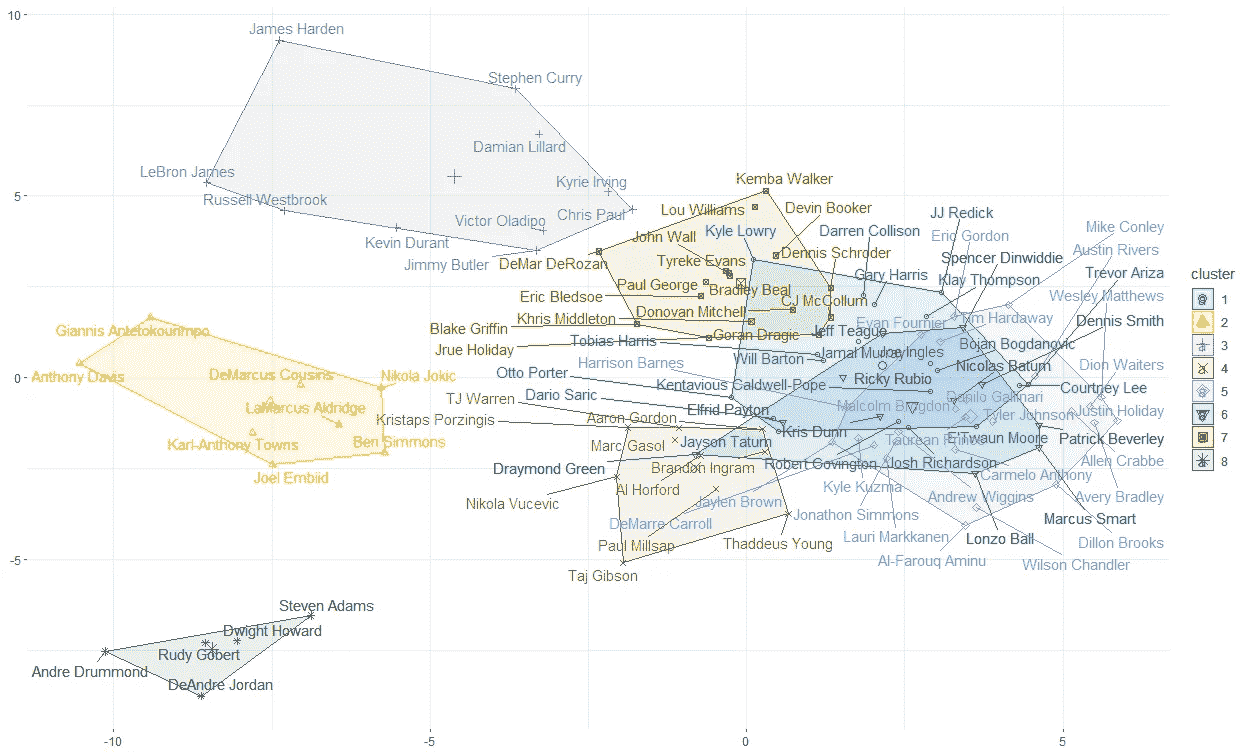 10
James Harden
Stephen Curry
Damian Lillard
LeBron James
Kyrie Irving
Kemba Walker
5
Russell Westbrook
Victor Oladipo
Chris Paul
Lou Williams
Devin Booker
JJ Redick
Mike Conley
Kevin Durant
John Wall
Kyle Lowry
Darren Collison
Eric Gordon
Austin Rivers
Jimmy Butler
DeMar DeRozan
Tyreke Evans
Dennis Schroder
Spencer Dinwiddie
Trevor Ariza
cluster
Paul George
Bradley Beal
Gary Harris
Klay Thompson
Wesley Matthews
1
Eric Bledsoe
CJ McCollum
2
Khris Middleton
Donovan Mitchell
Evan Fournier
Tim Hardaway
Dennis Smith
3
Giannis Antetokounmpo
Blake Griffin
Goran Dragic
Jeff Teague
4
Jrue Holiday
Tobias Harris
Jamal Murray
Joe Ingles
Bojan Bogdanovic
5
Anthony Davis
DeMarcus Cousins
Nikola Jokic
Harrison Barnes
Will Barton
Nicolas Batum
Dion Waiters
6
0
Otto Porter
Kentavious Caldwell-Pope
Ricky Rubio
Courtney Lee
7
TJ Warren
Dario Saric
Danilo Gallinari
8
LaMarcus Aldridge
Kristaps Porzingis
Aaron Gordon
Elfrid Payton
Malcolm Brogdon
Tyler Johnson
Justin Holiday
Karl-Anthony Towns
Ben Simmons
Marc Gasol
Jayson Tatum
Kris Dunn
Taurean Prince
E'Twaun Moore
Patrick Beverley
Joel Embiid
Draymond Green
Brandon Ingram
Robert Covington
Josh Richardson
Allen Crabbe
Al Horford
Carmelo Anthony
Nikola Vucevic
Jaylen Brown
Kyle Kuzma
Andrew Wiggins
Avery Bradley
DeMarre Carroll
Jonathon Simmons
Marcus Smart
Paul Millsap
Thaddeus Young
Lauri Markkanen
Lonzo Ball
Dillon Brooks
-5
Taj Gibson
Al-Farouq Aminu
Wilson Chandler
Steven Adams
Dwight Howard
Rudy Gobert
Andre Drummond
DeAndre Jordan
-10
-5
0
5